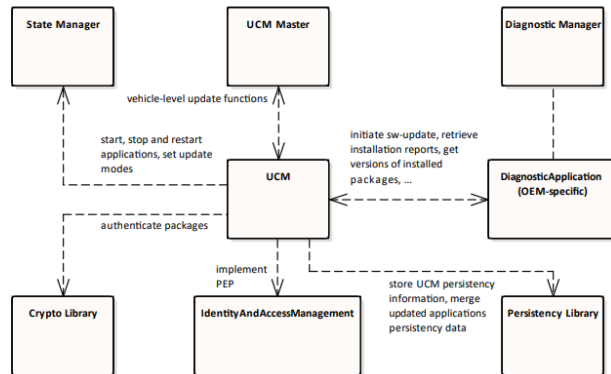 State Manager
UCM Master
Diagnostic Manager
vehicle-level update functions
start, stop and restart
applications, set update
modes
initiate sw-update, retrieve
installation reports, get
versions of installed
packages, ...
UCM
DiagnosticApplication
(OEM-specific)
authenticate packages
implement
PEP
store UCM persistency
information, merge
updated applications
persistency data
Crypto Library
IdentityAndAccessManagement
Persistency Library